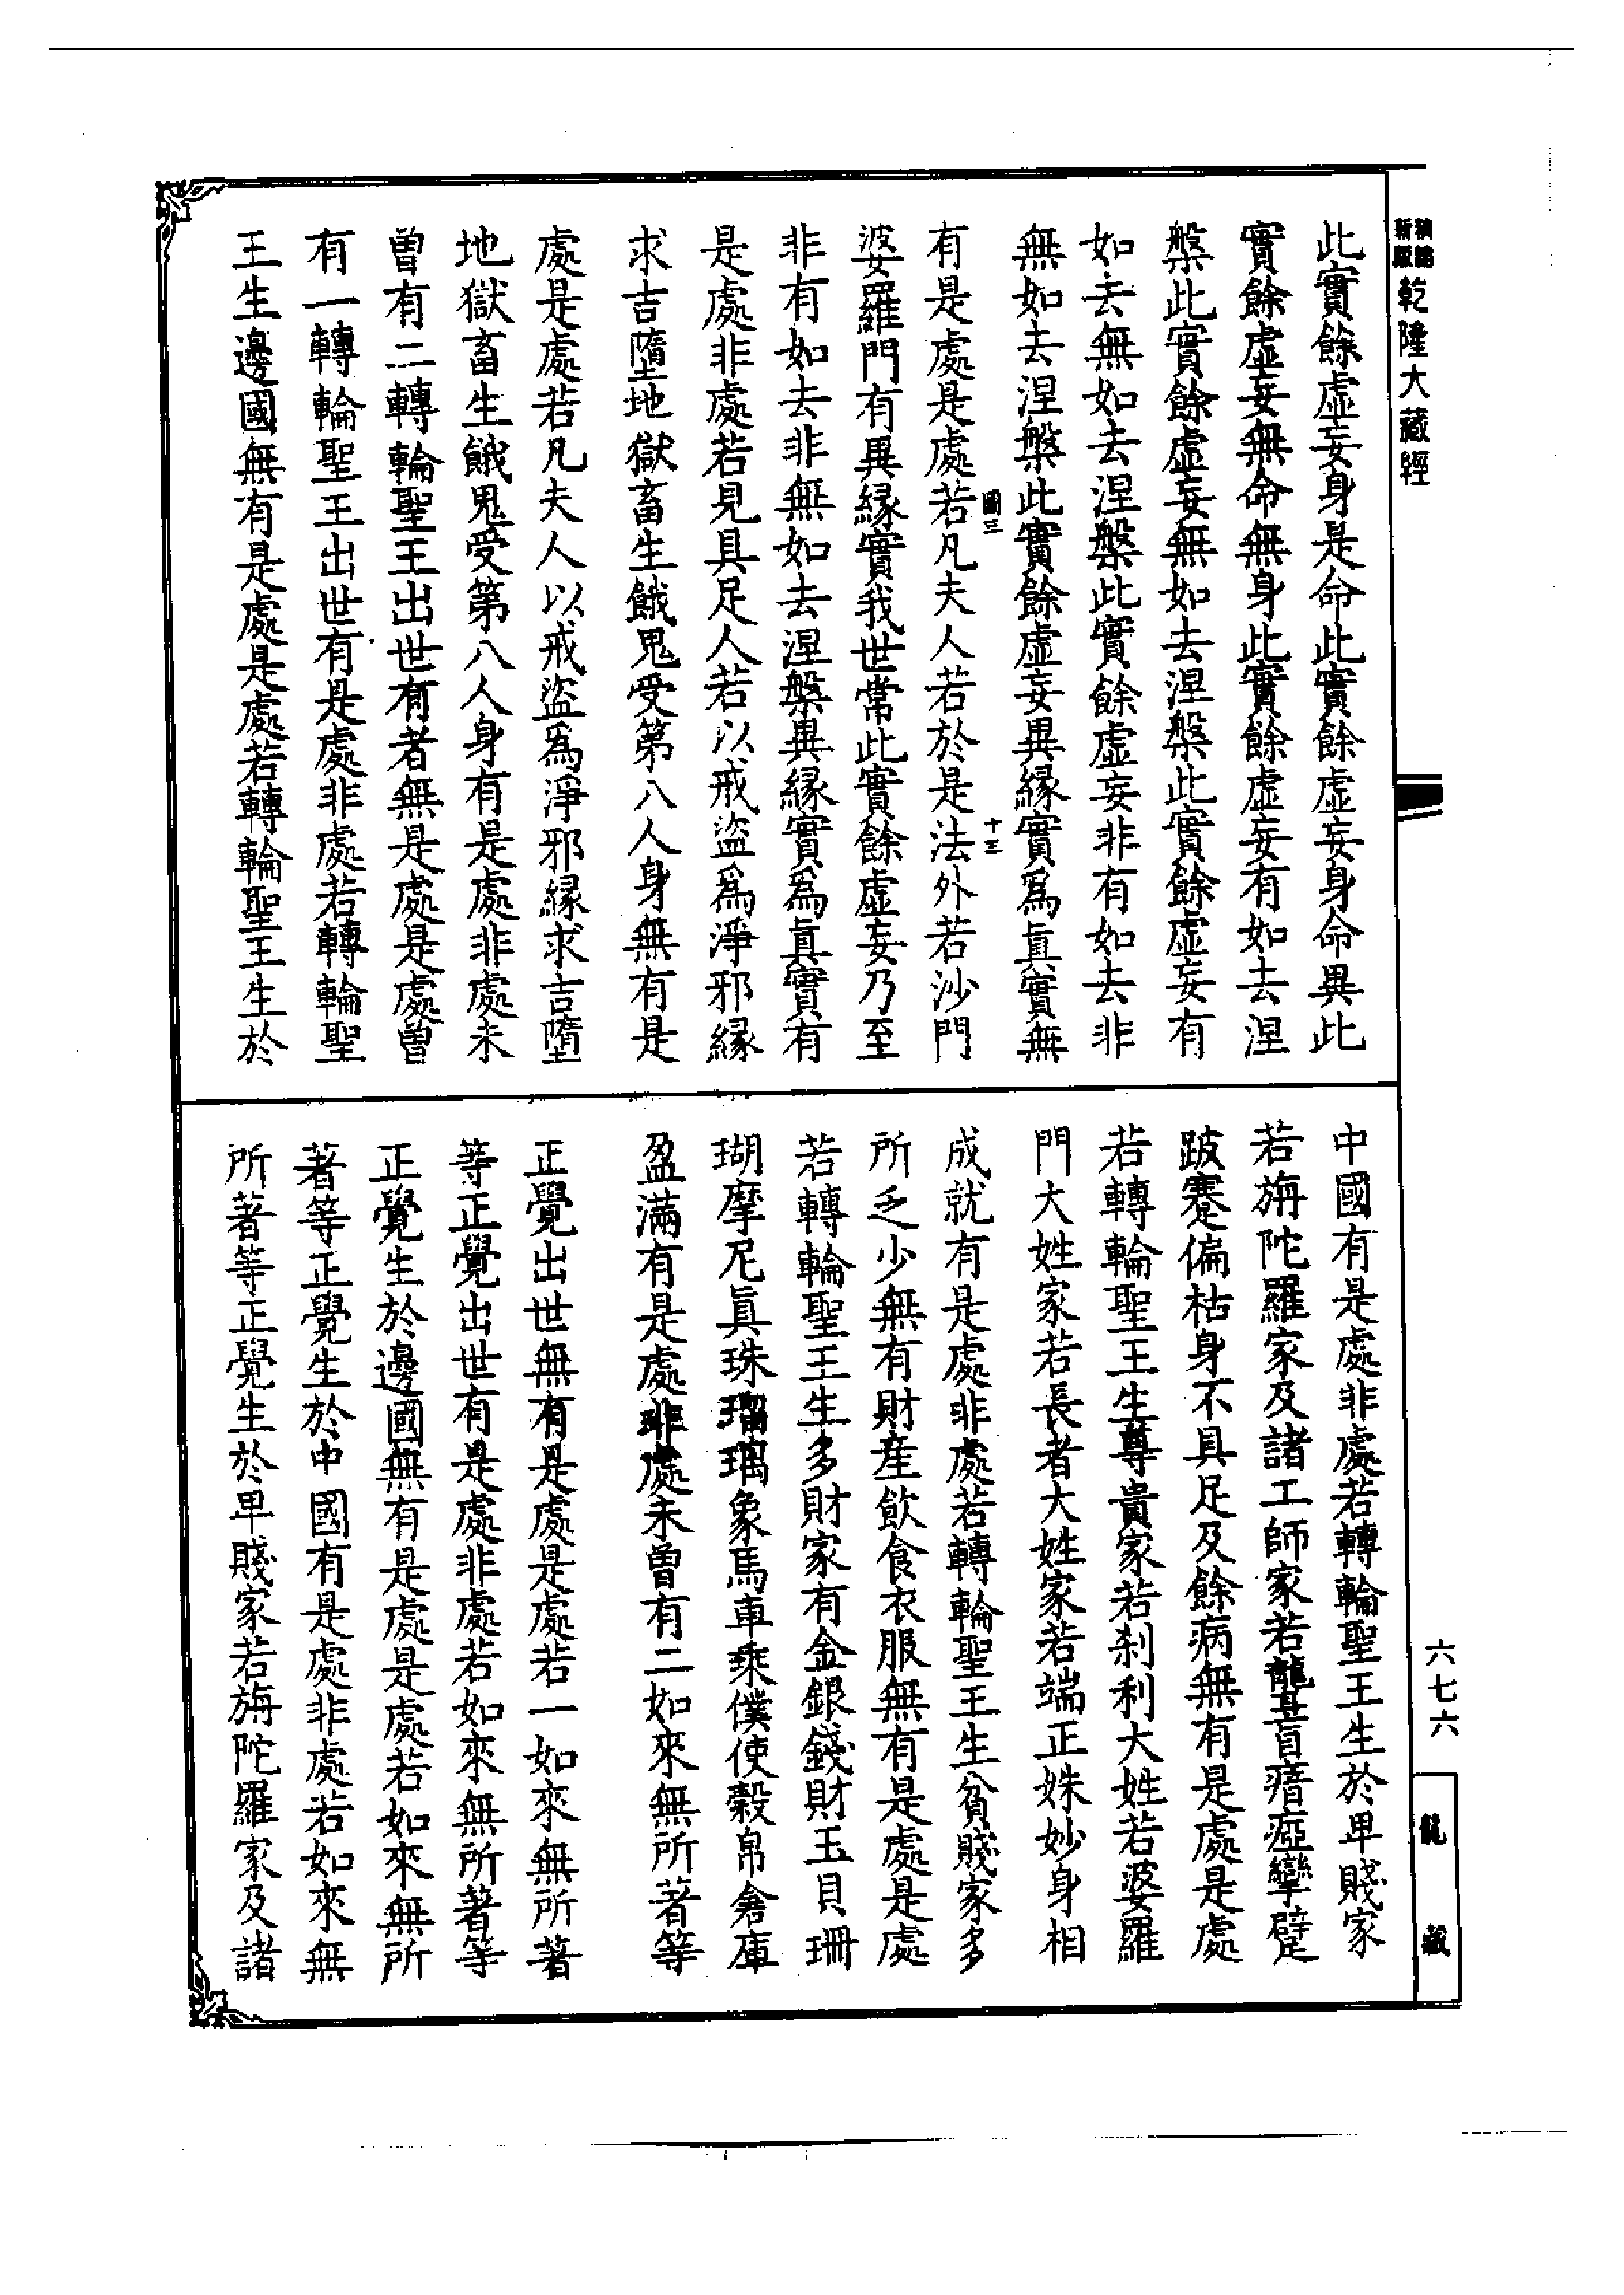 乾隆大藏經
此實餘虛妄身是命此實餘虛妄身命異此
實餘虛妄無命無身此實餘虛妄有如去涅
槃此實餘虛妄無如去涅槃此實餘虛妄有
如去無如去涅槃此實餘虛妄非有如去非
無如去涅槃此實餘虛妄異緣實爲眞實無
圖三
十三
有是處是處若凡夫人若於是法外若沙門
婆羅門有異緣實我世常此實餘虛妄乃至
非有如去非無如去涅槃異緣實爲眞實有
是處非處若見具足人若以戒盜爲淨邪緣
求吉墮地獄畜生餓鬼受第八人身無有是
處是處若凡夫人以戒盜爲淨邪緣求吉墮
地獄畜生餓鬼受第八人身有是處非處未
曾有二轉輪聖王出世有者無是處是處曾
有一轉輪聖王出世有是處非處若轉輪聖
王生邊國無有是處是處若轉輪聖王生於
中國有是處非處若轉輪聖王生於卑賤家
若旃陀羅家及諸工師家若聾盲瘖瘂攣躄
跛蹇偏枯身不具足及餘病無有是處是處
若轉輪聖王生尊貴家若刹利大姓若婆羅
門大姓家若長者大姓家若端正姝妙身相
成就有是處非處若轉輪聖王生貧賤家多
所乏少無有財產飲食衣服無有是處是處
若轉輪聖王生多財家有金銀錢財玉貝珊
瑚摩尼眞珠瑠璃象馬車乘僕使穀帛倉庫
盈滿有是處非處未曾有二如來無所著等
正覺出世無有是處是處若一如來無所著
等正覺出世有是處非處若如來無所著等
正覺生於邊國無有是處是處若如來無所
著等正覺生於中國有是處非處若如來無
所著等正覺生於卑賤家若旃陀羅家及諸
六七六
藏